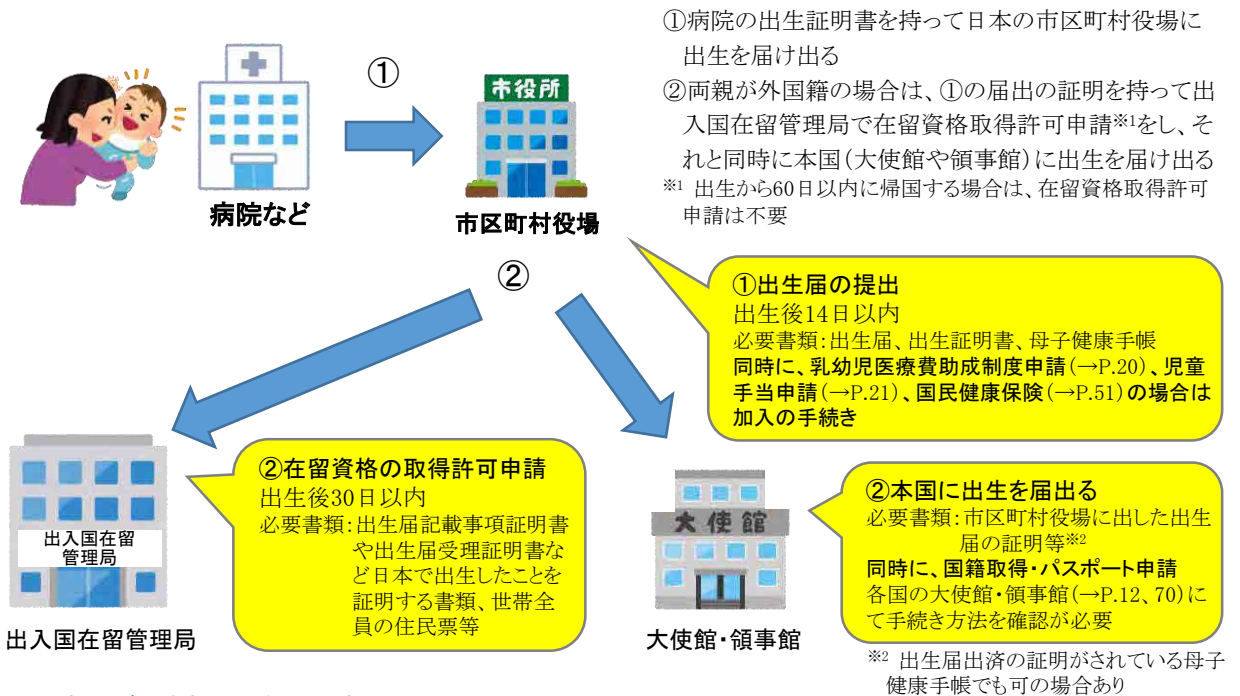 ①病院の出生証明書を持って日本の市区町村役場に
出生を届け出る
②両親が外国籍の場合は、①の届出の証明を持って出
入国在留管理局で在留資格取得許可申請※1をし、そ
れと同時に本国(大使館や領事館)に出生を届け出る
※1 出生から60日以内に帰国する場合は、在留資格取得許可
申請は不要
①
市役所
病院など
市区町村役場
②
①出生届の提出
出生後14日以内
必要書類:出生届、出生証明書、母子健康手帳
同時に、乳幼児医療費助成制度申請(→P.20)、児童
手当申請(→P.21)、国民健康保険(→P.51)の場合は
加入の手続き
②在留資格の取得許可申請
出生後30日以内
必要書類:出生届記載事項証明書
や出生届受理証明書な
ど日本で出生したことを
証明する書類、世帯全
員の住民票等
出入国在留
管理局
出入国在留管理局
大使館
大使館・領事館
②本国に出生を届出る
必要書類:市区町村役場に出した出生
届の証明等※2
同時に、国籍取得・パスポート申請
各国の大使館・領事館(→P.12、70)に
て手続き方法を確認が必要
※2 出生届出済の証明がされている母子
健康手帳でも可の場合あり